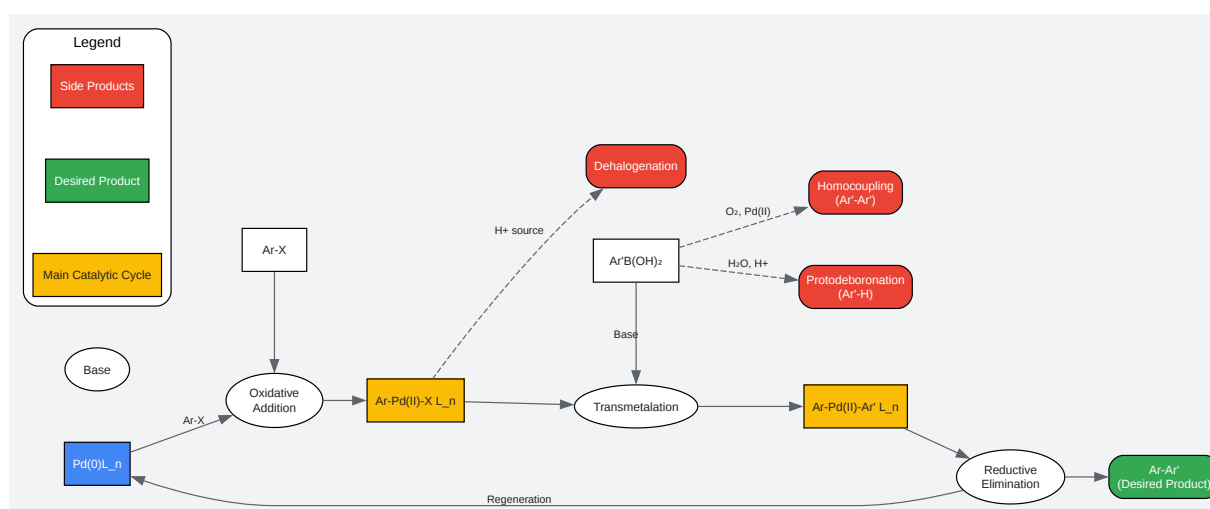 Legend
Side Products
Desired Product
Main Catalytic Cycle
Dehalogenation
Homocoupling
(Ar'-Ar')
O₂, Pd(II)
H+ source
Ar-X
Ar'B(OH)₂
H₂O, H+
Protodeboronation
(Ar'-H)
Base
Base
Oxidative
Addition
Ar-Pd(II)-X L_n
Transmetalation
Ar-Pd(II)-Ar' L_n
Ar-X
Pd(0)L_n
Reductive
Elimination
Ar-Ar'
(Desired Product)
Regeneration